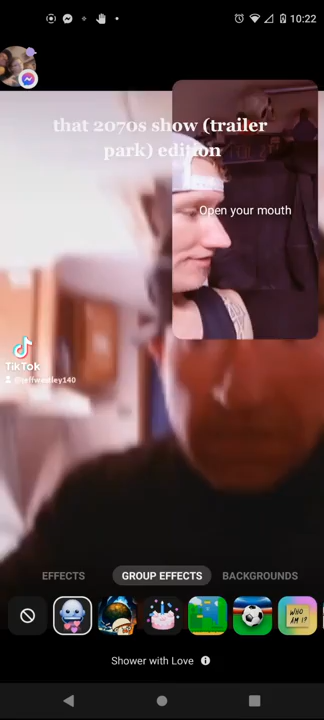 10:22
that 2070s show (trailer
park) edition
Open your mouth
TikTok
@jeffwestley140
EFFECTS GROUP EFFECTS BACKGROUNDS
WHO
AM I?
Shower with Love